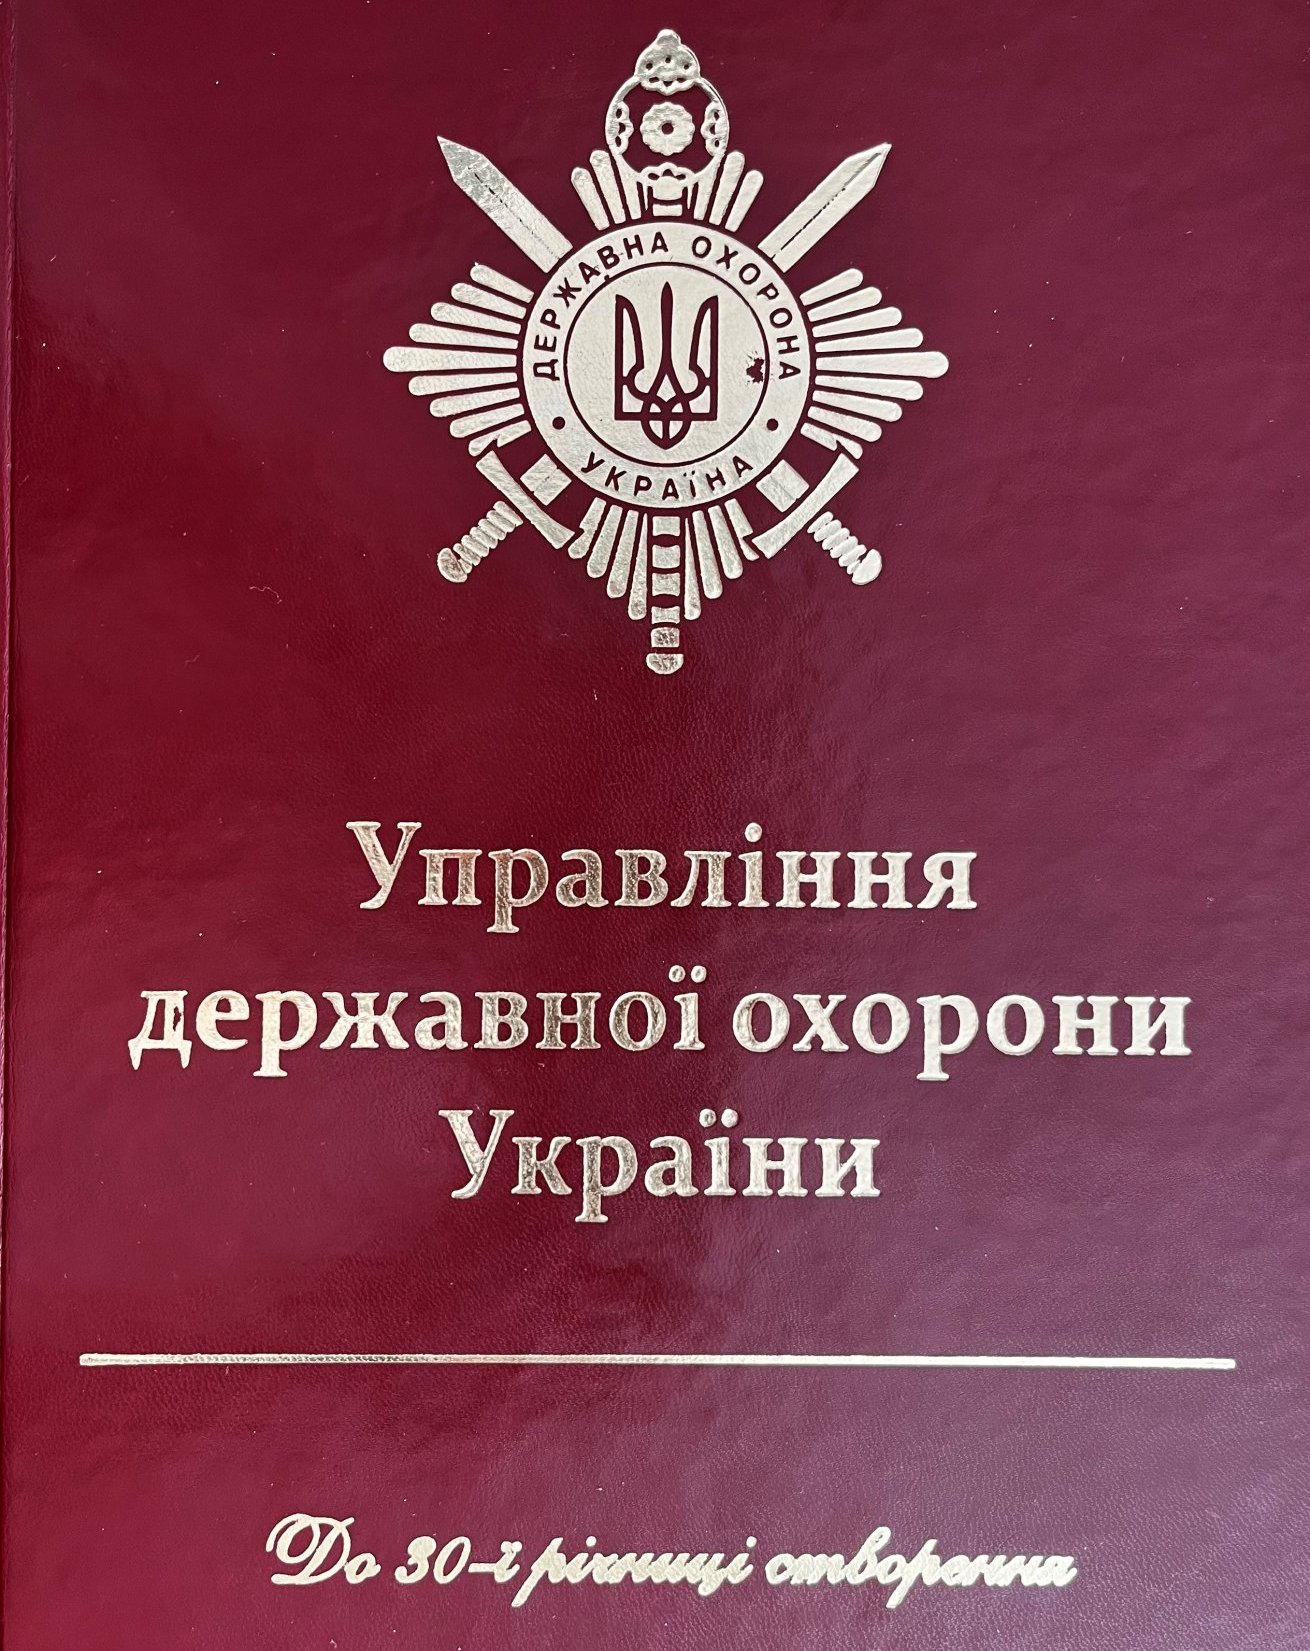 ДЕРЖАВНА ОХОРОНА
УКРАЇНА
Управління
державної охорони
України
До 30-ї річниці створення